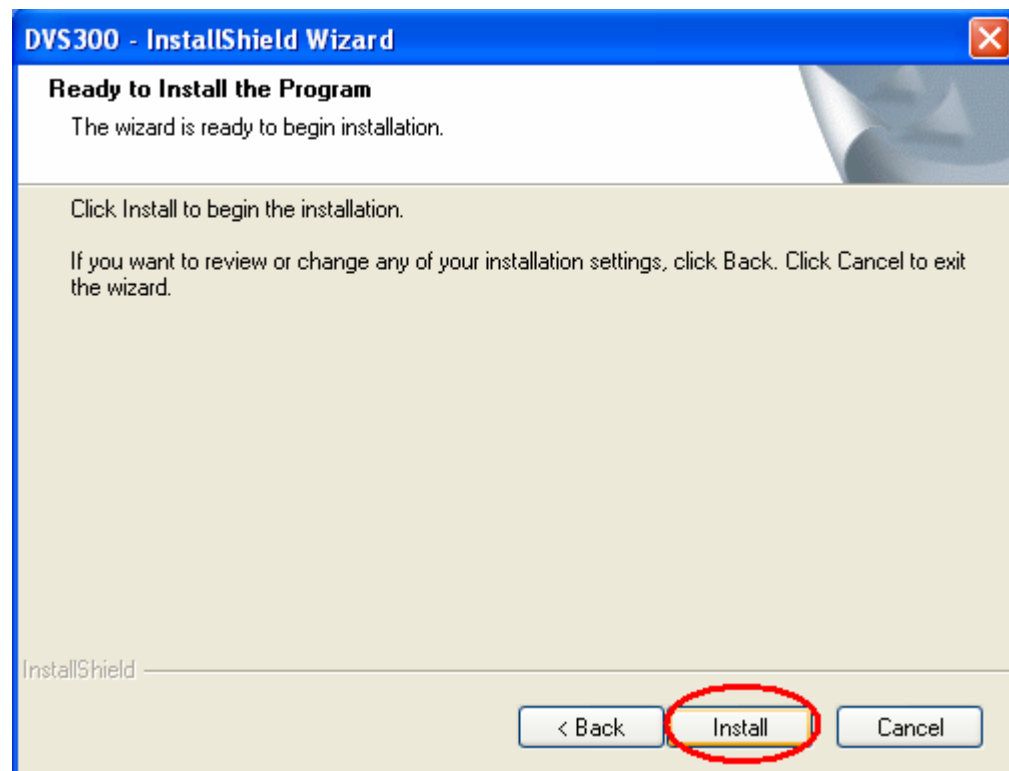 DVS300 - InstallShield Wizard
Ready to Install the Program
The wizard is ready to begin installation.
Click Install to begin the installation.
If you want to review or change any of your installation settings, click Back. Click Cancel to exit
the wizard.
InstallShield
< Back Install Cancel